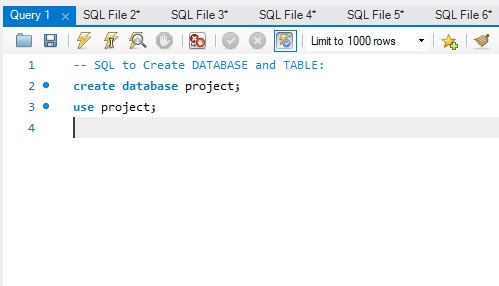 Query 1 SQL File 2* SQL File 3* SQL File 4* SQL File 5* SQL File 6*
Limit to 1000 rows
1 -- SQL to Create DATABASE and TABLE:
2 create database project;
3 use project;
4